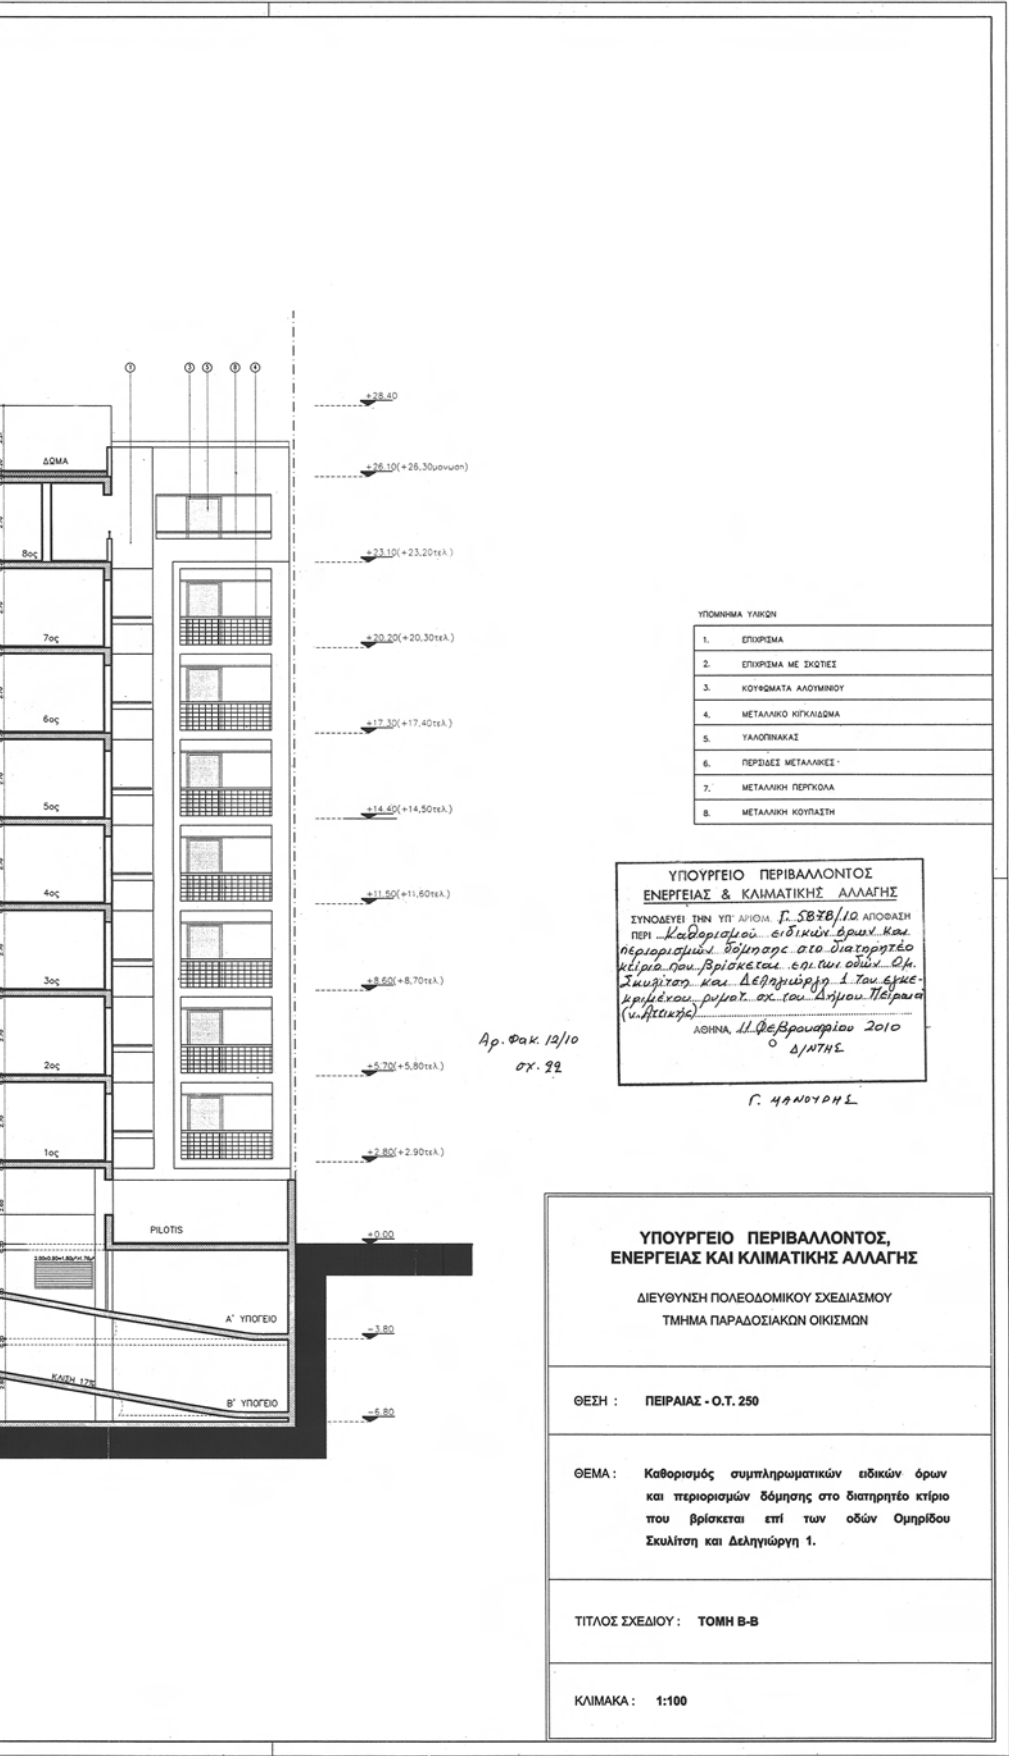 1 3 5 8 4
+28.40
ΔΩΜΑ
+26.10(+26,30μονωση)
8ος
+23.10(+23,20τελ.)
7ος
+20.20(+20,30τελ.)
6ος
+17.30(+17,40τελ.)
5ος
+14.40(+14,50τελ.)
4ος
+11.50(+11,60τελ.)
3ος
+8.60(+8,70τελ.)
2ος
+5.70(+5,80τελ.)
1ος
+2.80(+2.90τελ.)
PILOTIS
+0.00
Α' ΥΠΟΓΕΙΟ
-3.80
ΚΛΙΣΗ 17%
Β' ΥΠΟΓΕΙΟ
-6.80
ΥΠΟΜΝΗΜΑ ΥΛΙΚΩΝ
1. ΕΠΙΧΡΙΣΜΑ
2. ΕΠΙΧΡΙΣΜΑ ΜΕ ΣΚΩΤΙΕΣ
3. ΚΟΥΦΩΜΑΤΑ ΑΛΟΥΜΙΝΙΟΥ
4. ΜΕΤΑΛΛΙΚΟ ΚΙΓΚΛΙΔΩΜΑ
5. ΥΑΛΟΠΙΝΑΚΑΣ
6. ΠΕΡΣΙΔΕΣ ΜΕΤΑΛΛΙΚΕΣ
7. ΜΕΤΑΛΛΙΚΗ ΠΕΡΓΚΟΛΑ
8. ΜΕΤΑΛΛΙΚΗ ΚΟΥΠΑΣΤΗ
ΥΠΟΥΡΓΕΙΟ ΠΕΡΙΒΑΛΛΟΝΤΟΣ
ΕΝΕΡΓΕΙΑΣ & ΚΛΙΜΑΤΙΚΗΣ ΑΛΛΑΓΗΣ
ΣΥΝΟΔΕΥΕΙ ΤΗΝ ΥΠ' ΑΡΙΘΜ. Γ. 5878/10 ΑΠΟΦΑΣΗ
ΠΕΡΙ Καθορισμού ειδικών όρων και
περιορισμών δόμησης στο διατηρητέο
κτίριο που βρίσκεται επι των οδών Ομ.
Σκυλίτση και Δεληγιώργη 1 του εγκε-
κριμένου ρυμοτ. σχ. του Δήμου Πειραιά
(ν. Αττικής)
ΑΘΗΝΑ, 11 Φεβρουαρίου 2010
Ο
Δ/ΝΤΗΣ
Γ. ΜΑΝΟΥΡΗΣ
Αρ. Φακ. 12/10
σχ. 22
ΥΠΟΥΡΓΕΙΟ ΠΕΡΙΒΑΛΛΟΝΤΟΣ,
ΕΝΕΡΓΕΙΑΣ ΚΑΙ ΚΛΙΜΑΤΙΚΗΣ ΑΛΛΑΓΗΣ
ΔΙΕΥΘΥΝΣΗ ΠΟΛΕΟΔΟΜΙΚΟΥ ΣΧΕΔΙΑΣΜΟΥ
ΤΜΗΜΑ ΠΑΡΑΔΟΣΙΑΚΩΝ ΟΙΚΙΣΜΩΝ
ΘΕΣΗ : ΠΕΙΡΑΙΑΣ - Ο.Τ. 250
ΘΕΜΑ : Καθορισμός συμπληρωματικών ειδικών όρων
και περιορισμών δόμησης στο διατηρητέο κτίριο
που βρίσκεται επί των οδών Ομηρίδου
Σκυλίτση και Δεληγιώργη 1.
ΤΙΤΛΟΣ ΣΧΕΔΙΟΥ : ΤΟΜΗ Β-Β
ΚΛΙΜΑΚΑ : 1:100